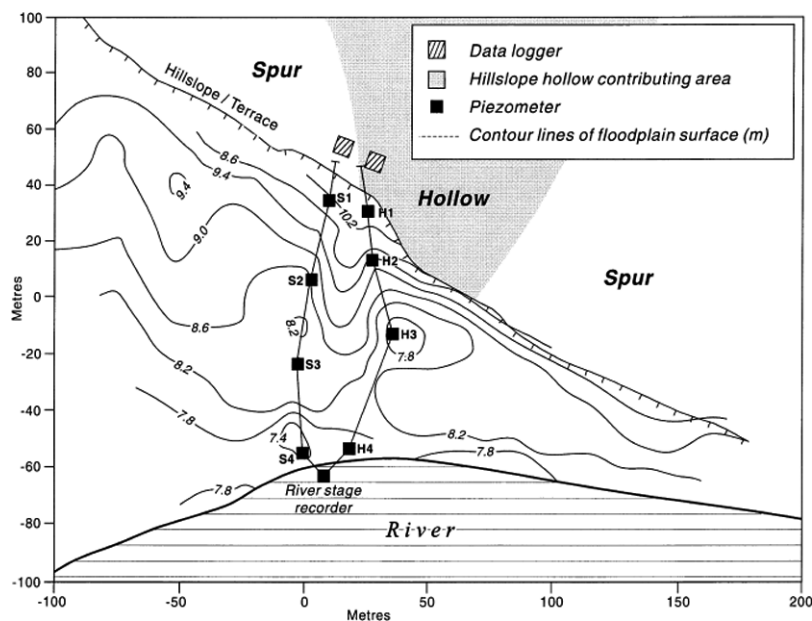 100
80
60
40
20
0
-20
-40
-60
-80
-100
Metres
-100
-50
0
50
100
150
200
Metres
Data logger
Hillslope hollow contributing area
Piezometer
Contour lines of floodplain surface (m)
Spur
Hillslope / Terrace
Hollow
Spur
8.6
9.4
9.4
9.0
10.2
S1
H1
H2
S2
8.6
8.2
H3
7.8
S3
8.2
7.8
7.4
S4
H4
8.2
7.8
7.8
River stage
recorder
River